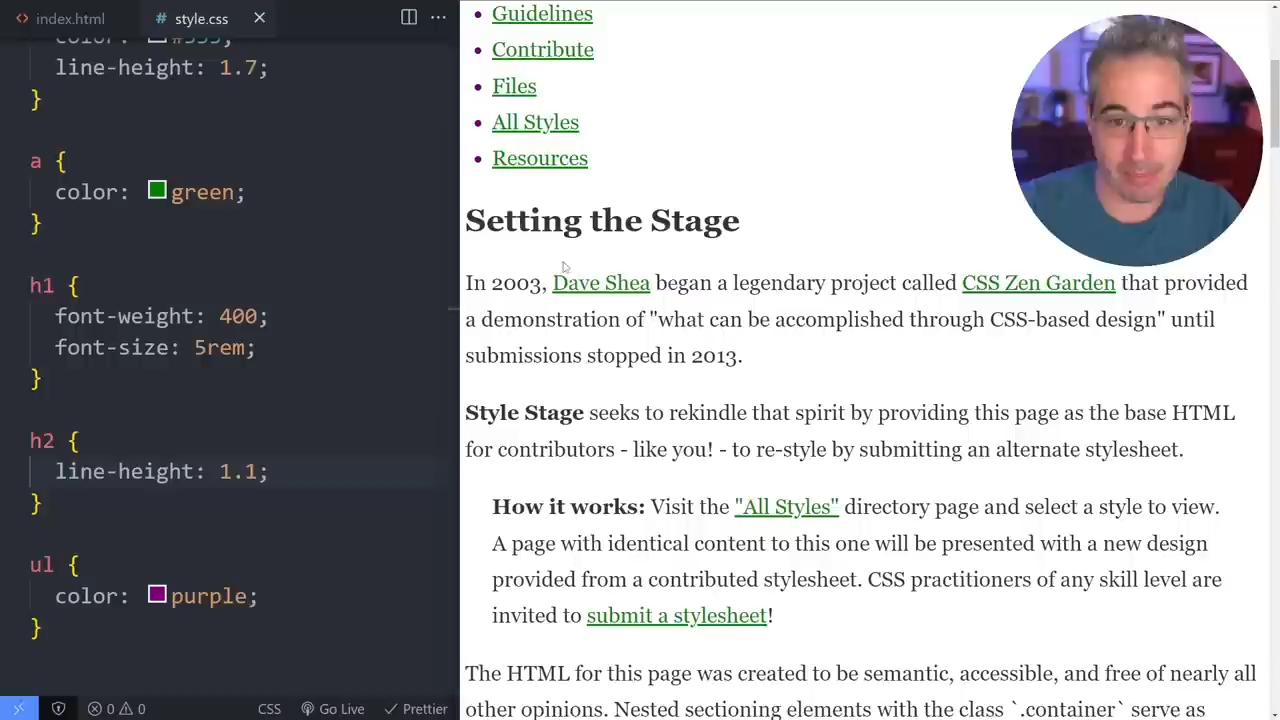 index.html
style.css
color: #555;
line-height: 1.7;
}
a {
color: green;
}
h1 {
font-weight: 400;
font-size: 5rem;
}
h2 {
line-height: 1.1;
}
ul {
color: purple;
}
0 0
CSS
Go Live
Prettier
Guidelines
Contribute
Files
All Styles
Resources
Setting the Stage
In 2003, Dave Shea began a legendary project called CSS Zen Garden that provided
a demonstration of "what can be accomplished through CSS-based design" until
submissions stopped in 2013.
Style Stage seeks to rekindle that spirit by providing this page as the base HTML
for contributors - like you! - to re-style by submitting an alternate stylesheet.
How it works: Visit the "All Styles" directory page and select a style to view.
A page with identical content to this one will be presented with a new design
provided from a contributed stylesheet. CSS practitioners of any skill level are
invited to submit a stylesheet!
The HTML for this page was created to be semantic, accessible, and free of nearly all
other opinions. Nested sectioning elements with the class `.container` serve as